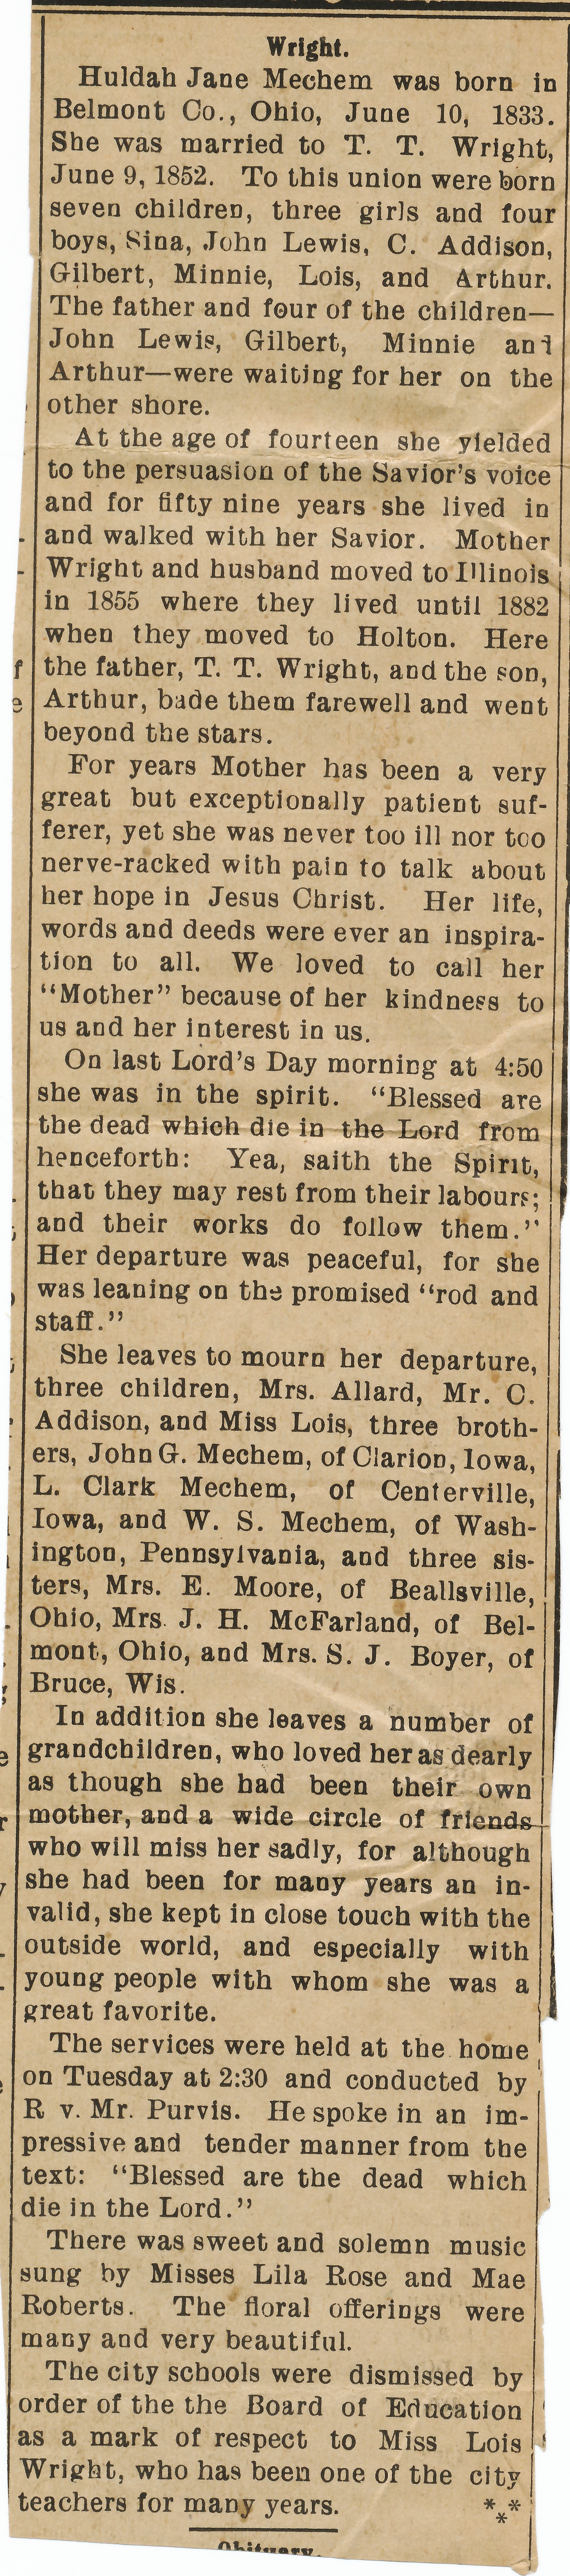 Wright.
Huldah Jane Mechem was born in
Belmont Co., Ohio, June 10, 1833.
She was married to T. T. Wright,
June 9, 1852. To this union were born
seven children, three girls and four
boys, Sina, John Lewis, C. Addison,
Gilbert, Minnie, Lois, and Arthur.
The father and four of the children—
John Lewis, Gilbert, Minnie and
Arthur—were waiting for her on the
other shore.
At the age of fourteen she yielded
to the persuasion of the Savior's voice
and for fifty nine years she lived in
and walked with her Savior. Mother
Wright and husband moved to Illinois
in 1855 where they lived until 1882
when they moved to Holton. Here
the father, T. T. Wright, and the son,
Arthur, bade them farewell and went
beyond the stars.
For years Mother has been a very
great but exceptionally patient suf-
ferer, yet she was never too ill nor too
nerve-racked with pain to talk about
her hope in Jesus Christ. Her life,
words and deeds were ever an inspira-
tion to all. We loved to call her
"Mother" because of her kindness to
us and her interest in us.
On last Lord's Day morning at 4:50
she was in the spirit. "Blessed are
the dead which die in the Lord from
henceforth: Yea, saith the Spirit,
that they may rest from their labours;
and their works do follow them."
Her departure was peaceful, for she
was leaning on the promised "rod and
staff."
She leaves to mourn her departure,
three children, Mrs. Allard, Mr. C.
Addison, and Miss Lois, three broth-
ers, John G. Mechem, of Clarion, Iowa,
L. Clark Mechem, of Centerville,
Iowa, and W. S. Mechem, of Wash-
ington, Pennsylvania, and three sis-
ters, Mrs. E. Moore, of Beallsville,
Ohio, Mrs. J. H. McFarland, of Bel-
mont, Ohio, and Mrs. S. J. Boyer, of
Bruce, Wis.
In addition she leaves a number of
grandchildren, who loved her as dearly
as though she had been their own
mother, and a wide circle of friends
who will miss her sadly, for although
she had been for many years an in-
valid, she kept in close touch with the
outside world, and especially with
young people with whom she was a
great favorite.
The services were held at the home
on Tuesday at 2:30 and conducted by
R v. Mr. Purvis. He spoke in an im-
pressive and tender manner from the
text: "Blessed are the dead which
die in the Lord."
There was sweet and solemn music
sung by Misses Lila Rose and Mae
Roberts. The floral offerings were
many and very beautiful.
The city schools were dismissed by
order of the the Board of Education
as a mark of respect to Miss Lois
Wright, who has been one of the city
teachers for many years. ***
Obituary.